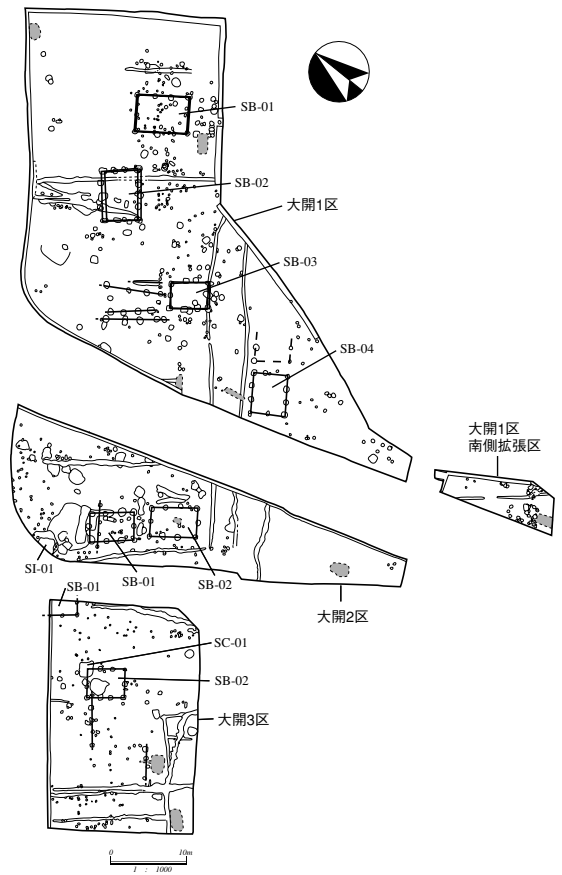 SB-01
SB-02
大開1区
SB-03
SB-04
大開1区
南側拡張区
SI-01
SB-01
SB-02
大開2区
SB-01
SC-01
SB-02
大開3区
0 10m
1 : 1000